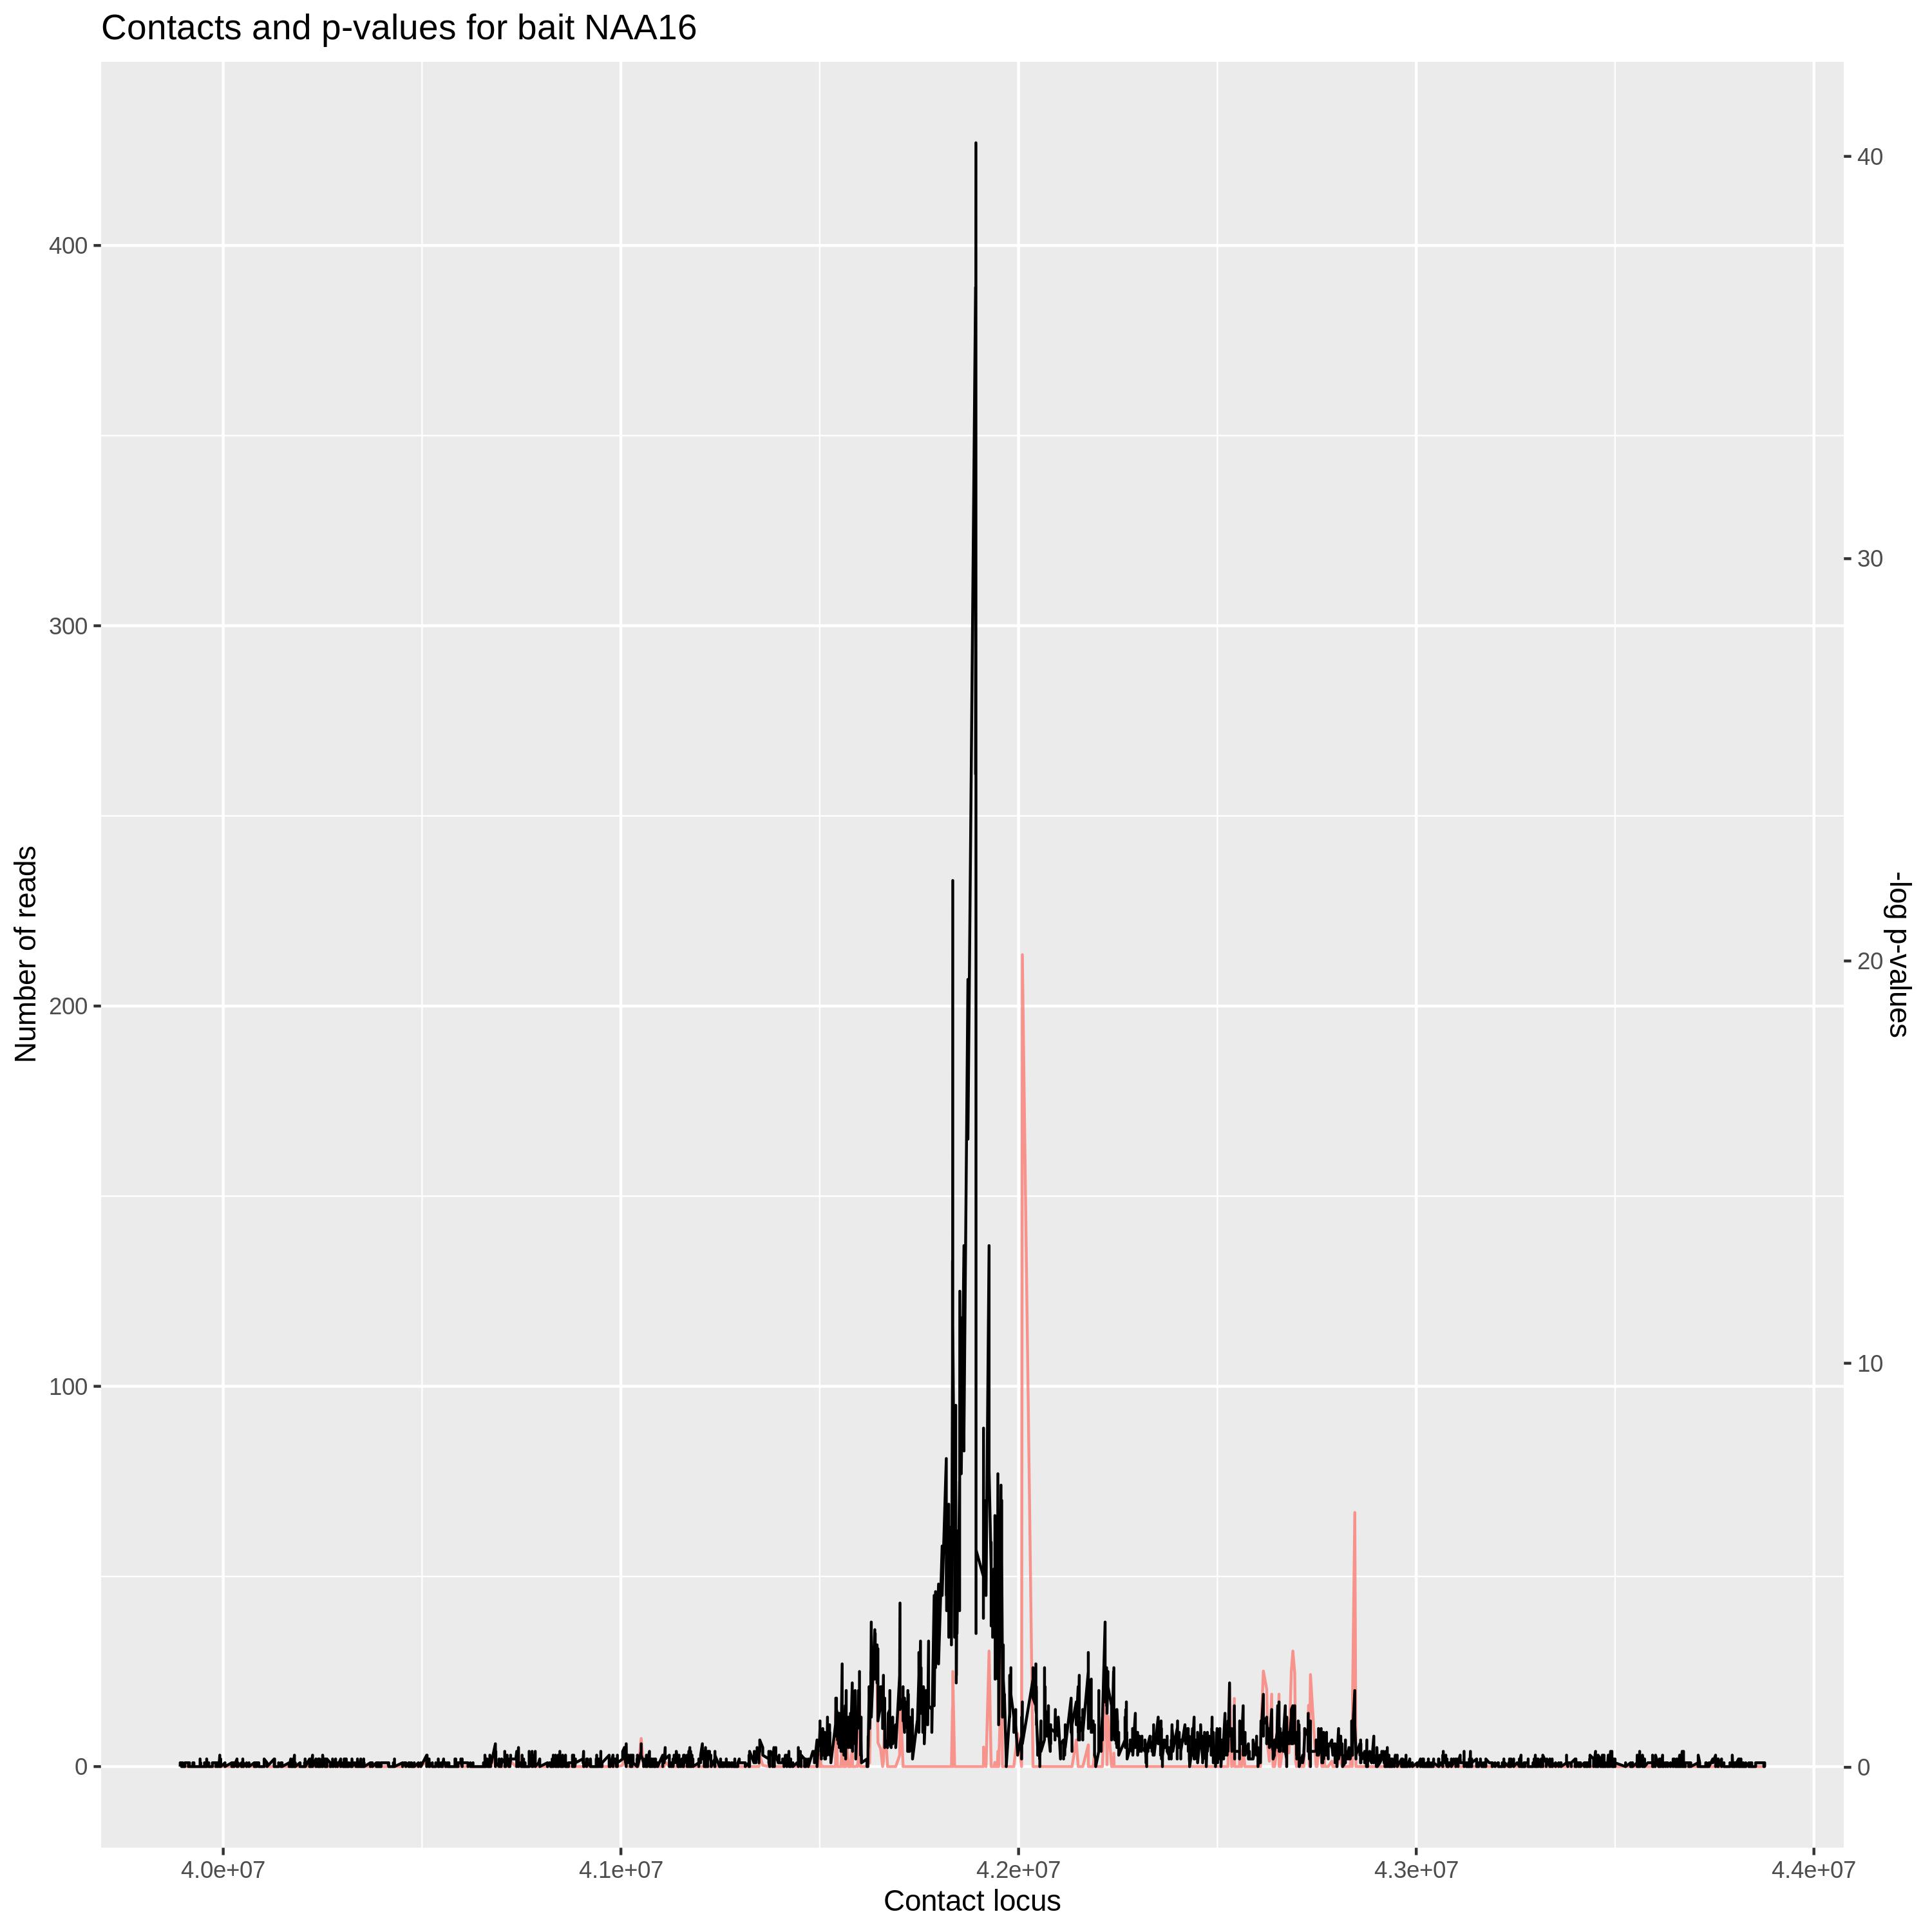 Contacts and p-values for bait NAA16
400
300
200
100
0
Number of reads
40
30
20
10
0
-log p-values
4.0e+07
4.1e+07
4.2e+07
4.3e+07
4.4e+07
Contact locus